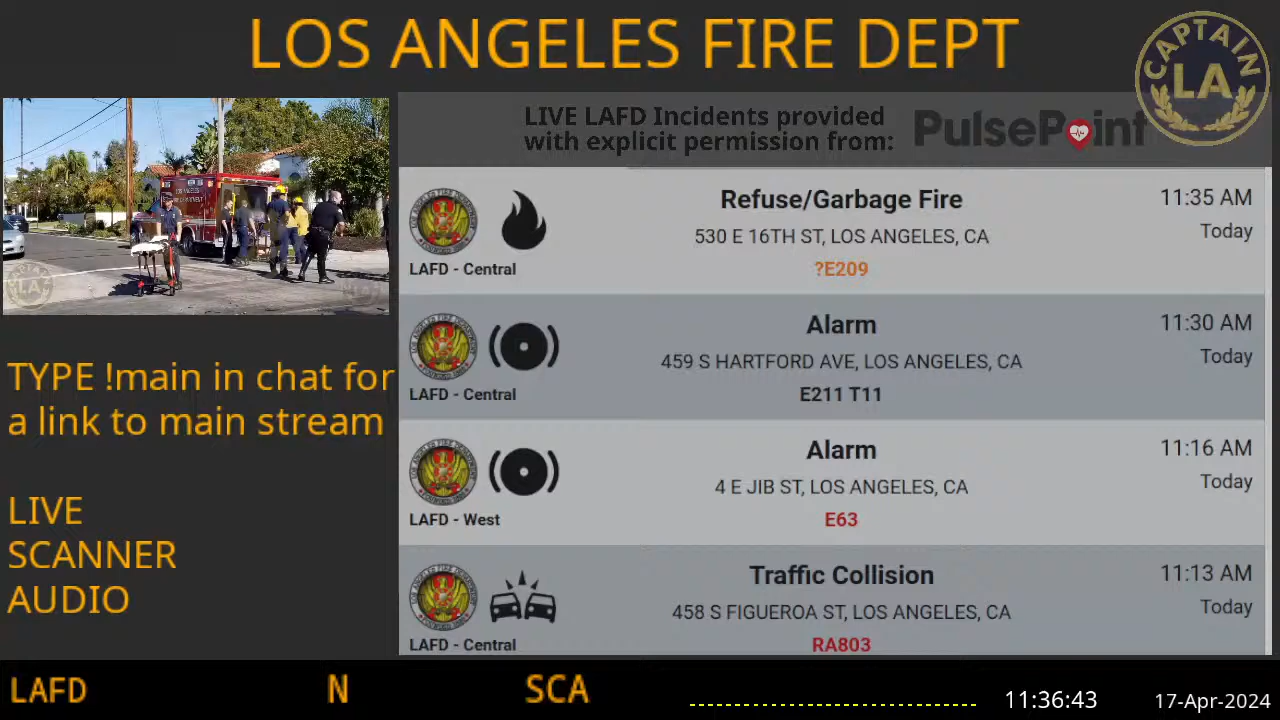 LOS ANGELES FIRE DEPT
CAPTAIN
LA
LIVE LAFD Incidents provided
with explicit permission from:
PulsePoint
Refuse/Garbage Fire
11:35 AM
530 E 16TH ST, LOS ANGELES, CA
Today
LAFD - Central
?E209
Alarm
11:30 AM
459 S HARTFORD AVE, LOS ANGELES, CA
Today
LAFD - Central
E211 T11
Alarm
11:16 AM
4 E JIB ST, LOS ANGELES, CA
Today
LAFD - West
E63
Traffic Collision
11:13 AM
458 S FIGUEROA ST, LOS ANGELES, CA
Today
LAFD - Central
RA803
TYPE !main in chat for
a link to main stream
LIVE
SCANNER
AUDIO
LAFD N SCA
11:36:43 17-Apr-2024